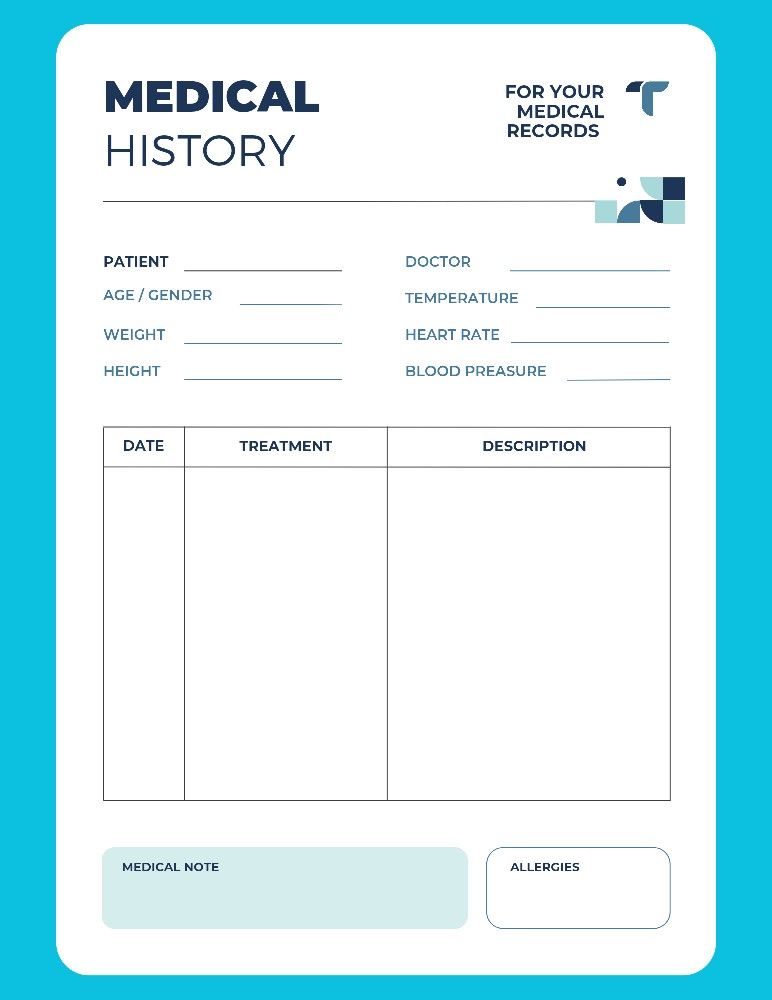 MEDICAL
HISTORY
FOR YOUR
MEDICAL
RECORDS
PATIENT
AGE / GENDER
WEIGHT
HEIGHT
DOCTOR
TEMPERATURE
HEART RATE
BLOOD PREASURE
DATE TREATMENT DESCRIPTION
MEDICAL NOTE
ALLERGIES